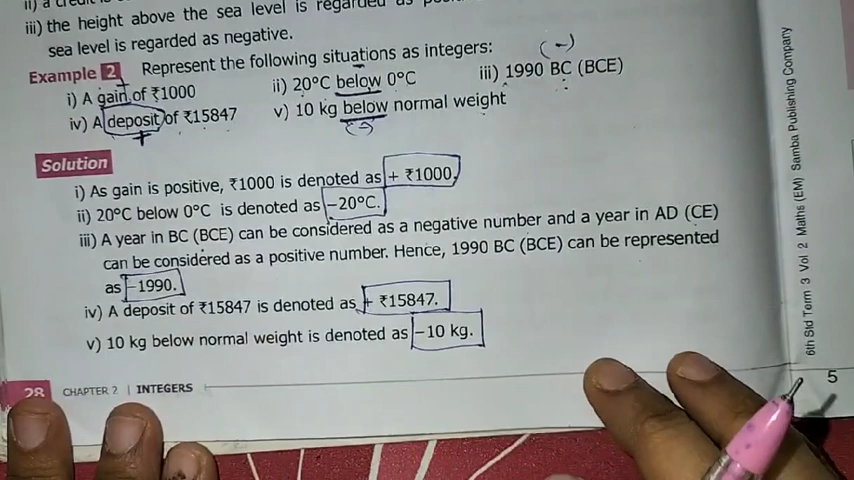 iii) the height above the sea level is regarded as
sea level is regarded as negative.
Example 2 Represent the following situations as integers:
i) A gain of ₹1000 ii) 20°C below 0°C iii) 1990 BC (BCE)
iv) A deposit of ₹15847 v) 10 kg below normal weight
Solution
i) As gain is positive, ₹1000 is denoted as + ₹1000.
ii) 20°C below 0°C is denoted as −20°C.
iii) A year in BC (BCE) can be considered as a negative number and a year in AD (CE)
can be considered as a positive number. Hence, 1990 BC (BCE) can be represented
as −1990.
iv) A deposit of ₹15847 is denoted as + ₹15847.
v) 10 kg below normal weight is denoted as −10 kg.
28 CHAPTER 2 | INTEGERS
6th Std Term 3 Vol 2 Maths (EM) Samba Publishing Company
5